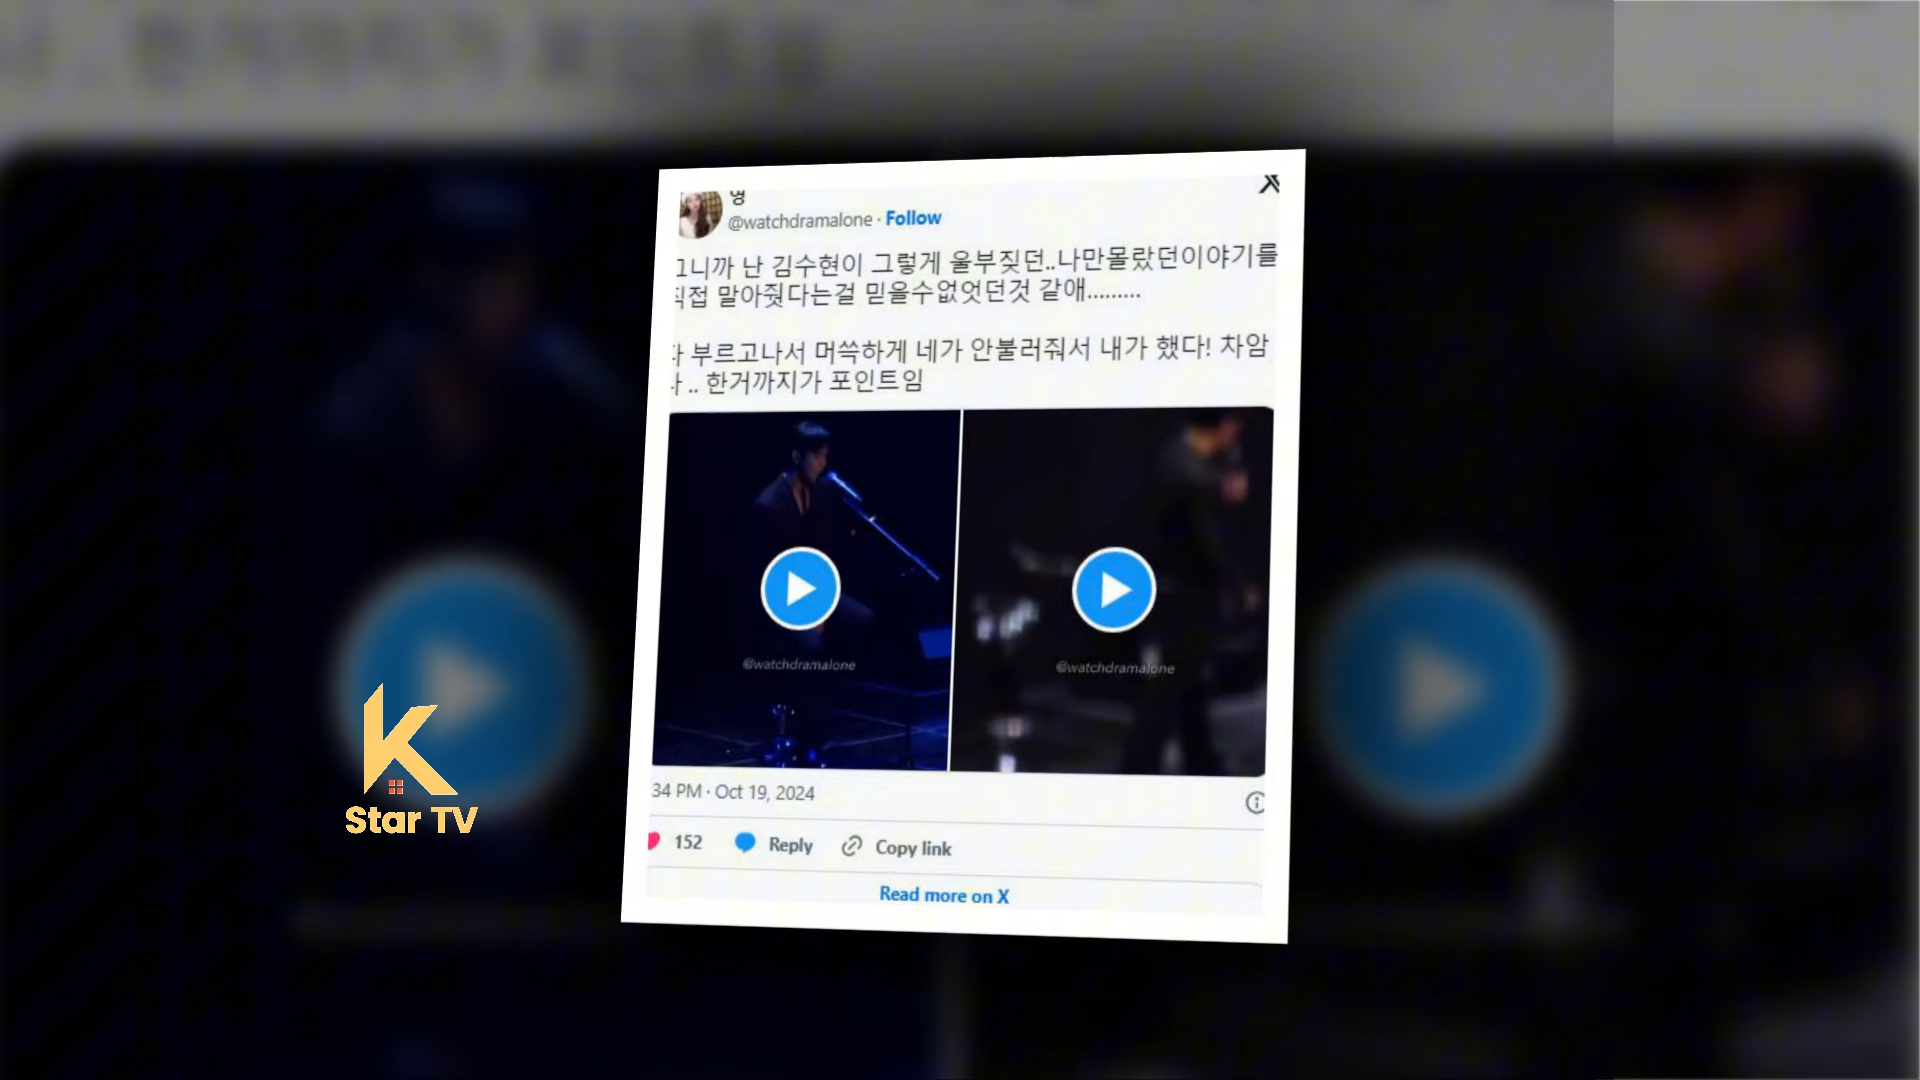 영
@watchdramalone · Follow
그니까 난 김수현이 그렇게 울부짖던..나만몰랐던이야기를
직접 말아줬다는걸 믿을수없엇던것 같애.........
다 부르고나서 머쓱하게 네가 안불러줘서 내가 했다! 차암
나 .. 한거까지가 포인트임
@watchdramalone
@watchdramalone
34 PM · Oct 19, 2024
152 Reply Copy link
Read more on X
K
Star TV